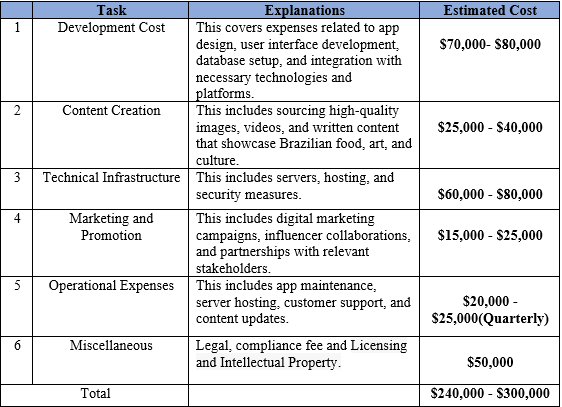 Task Explanations Estimated Cost
1 Development Cost This covers expenses related to app
design, user interface development,
database setup, and integration with
necessary technologies and
platforms.
$70,000- $80,000
2 Content Creation This includes sourcing high-quality
images, videos, and written content
that showcase Brazilian food, art, and
culture.
$25,000 - $40,000
3 Technical Infrastructure This includes servers, hosting, and
security measures.
$60,000 - $80,000
4 Marketing and
Promotion
This includes digital marketing
campaigns, influencer collaborations,
and partnerships with relevant
stakeholders.
$15,000 - $25,000
5 Operational Expenses This includes app maintenance,
server hosting, customer support, and
content updates.
$20,000 -
$25,000(Quarterly)
6 Miscellaneous Legal, compliance fee and Licensing
and Intellectual Property.
$50,000
Total $240,000 - $300,000